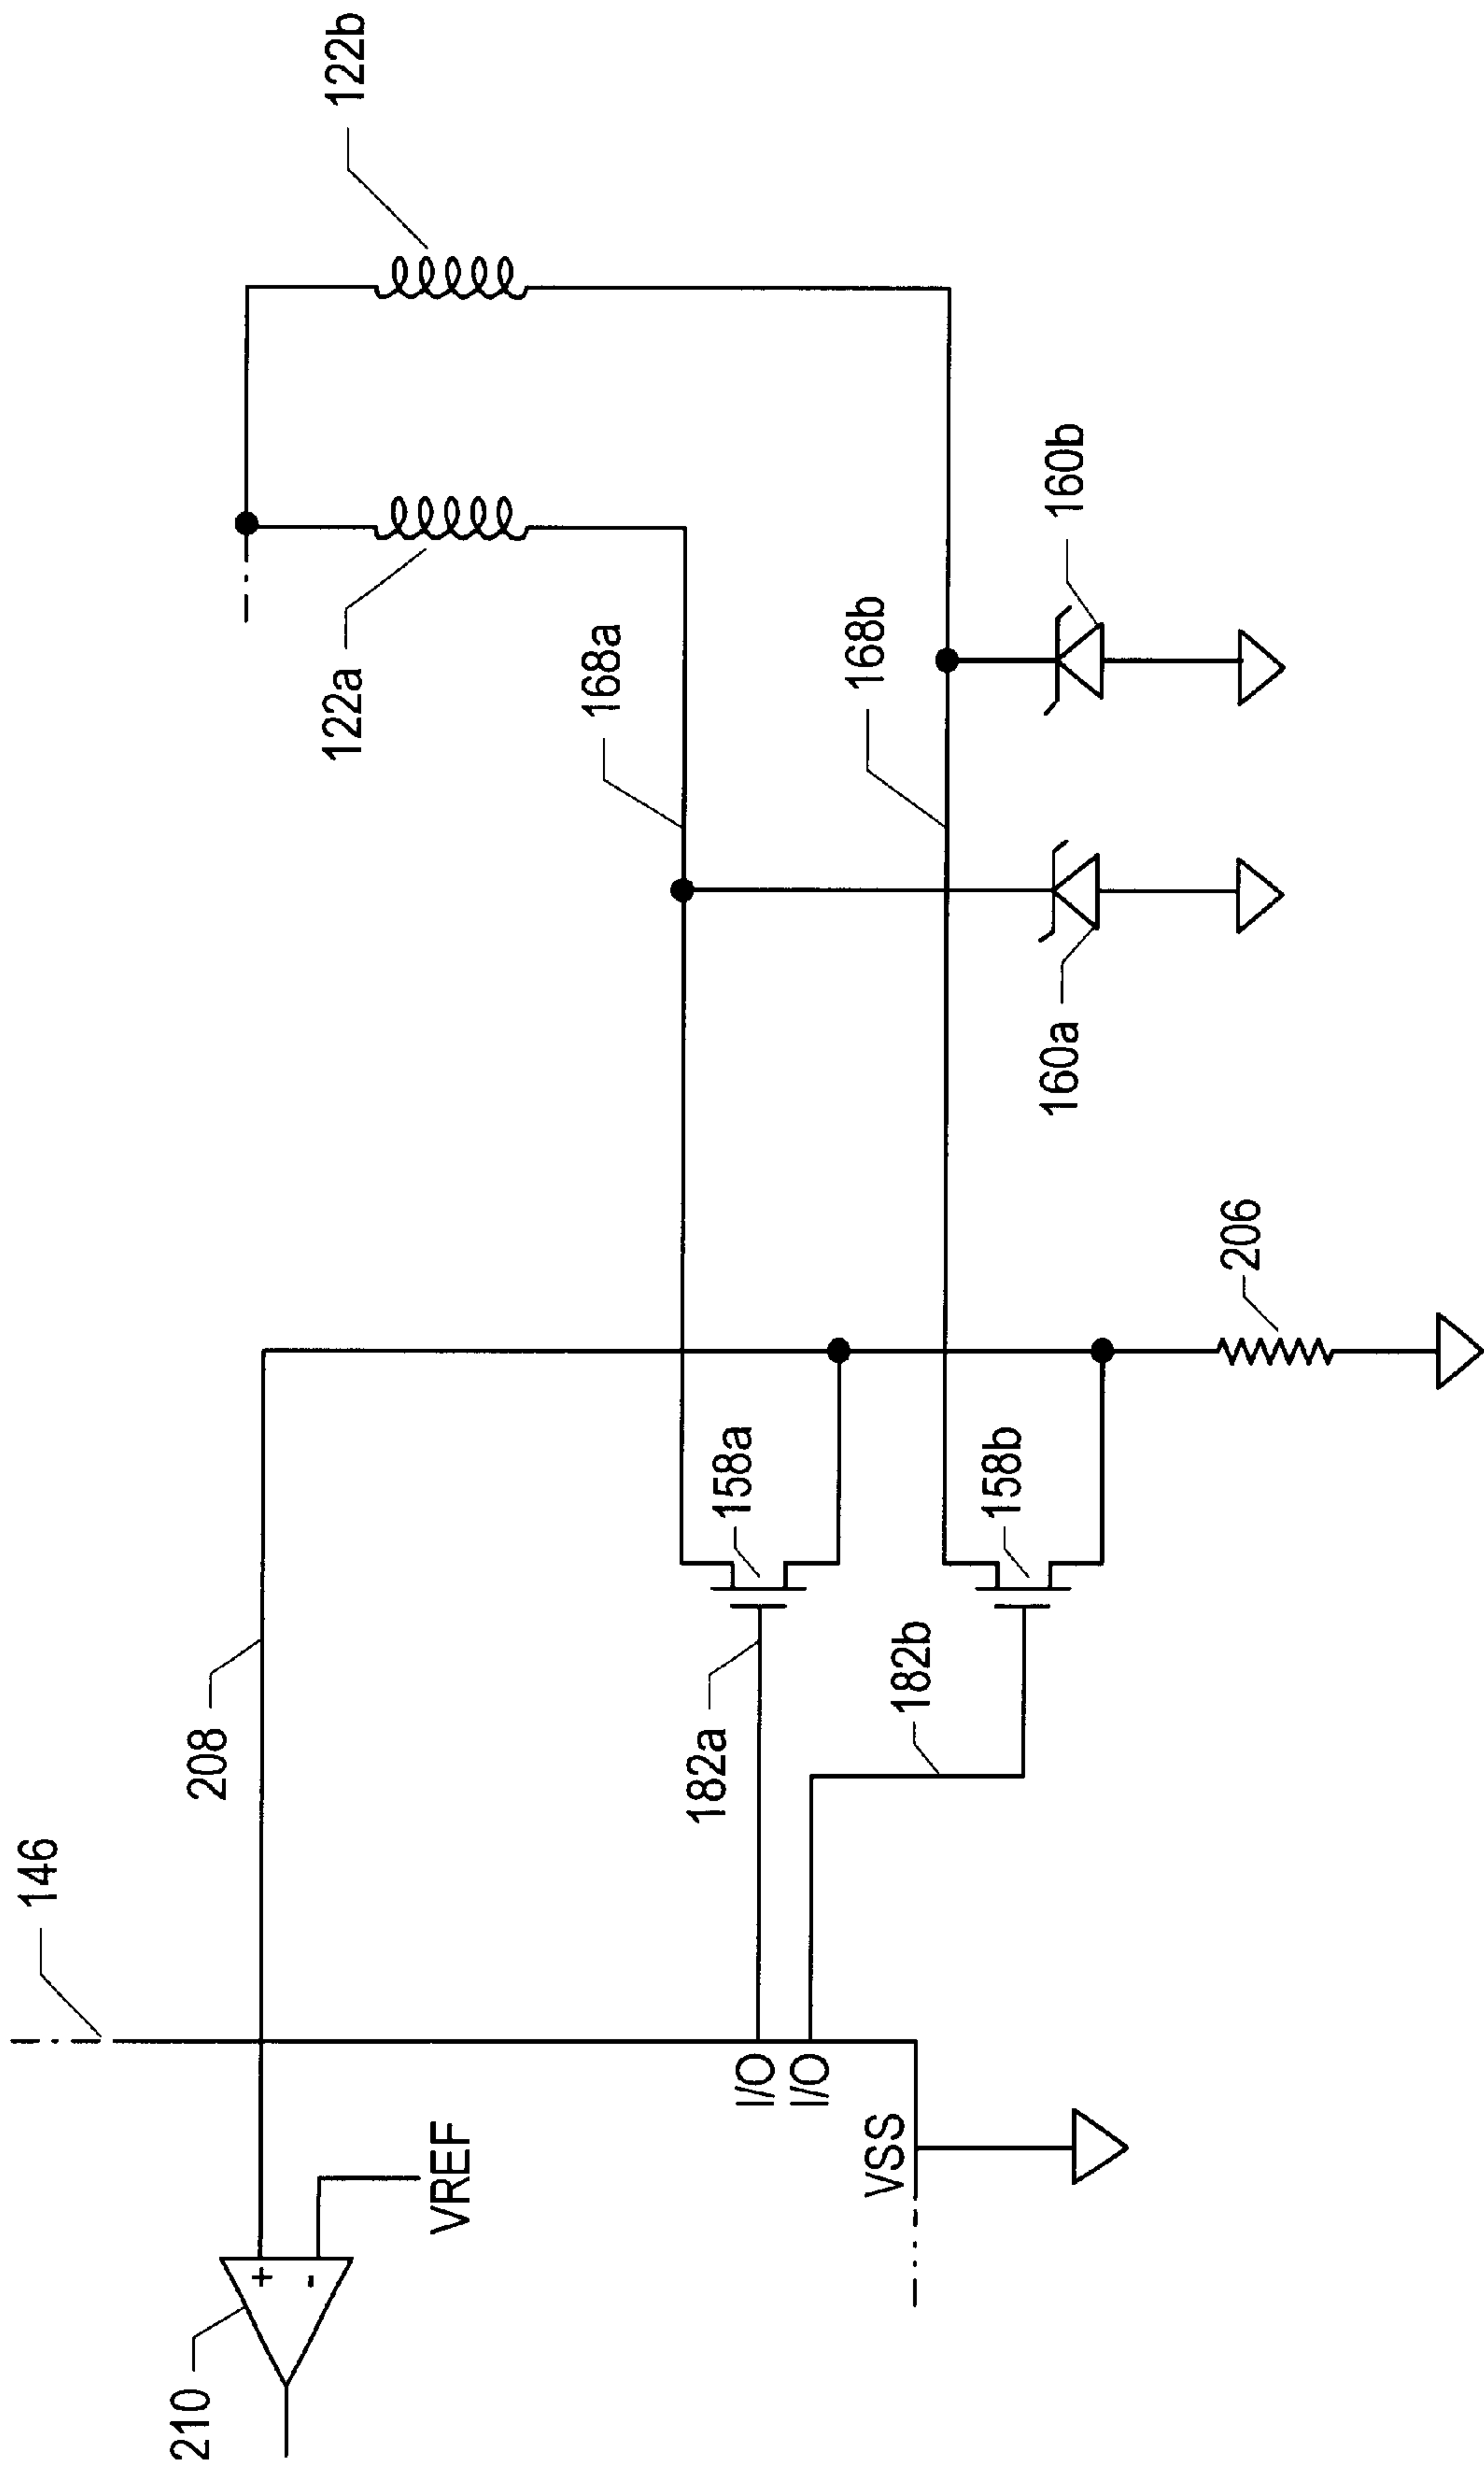 122b
122a
168a
168b
160b
160a
206
158a
158b
208
182a
182b
146
I/O
I/O
VSS
VREF
+
-
210